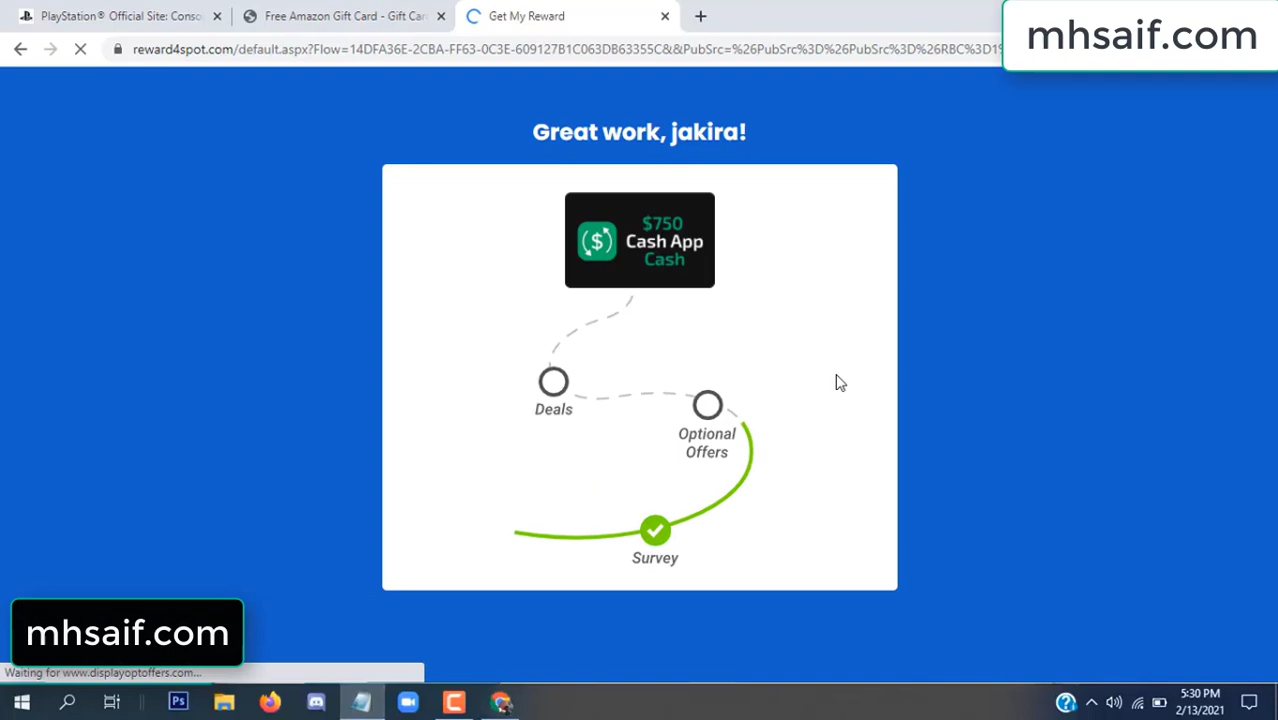 PlayStation® Official Site: Conso
Free Amazon Gift Card - Gift Car
Get My Reward
mhsaif.com
reward4spot.com/default.aspx?Flow=14DFA36E-2CBA-FF63-0C3E-609127B1C063DB63355C&&PubSrc=%26PubSrc%3D%26PubSrc%3D%26RBC%3D1%
Great work, jakira!
$750
Cash App
Cash
Deals
Optional
Offers
Survey
mhsaif.com
Waiting for www.displayoptoffers.com...
5:30 PM
2/13/2021